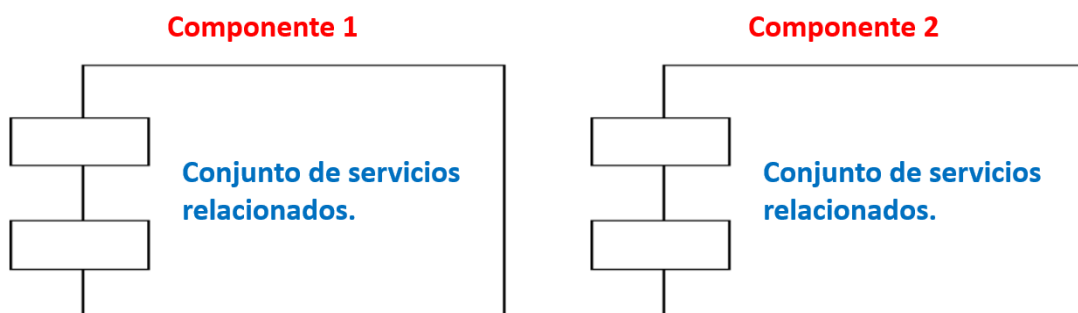 Componente 1
Componente 2
Conjunto de servicios
relacionados.
Conjunto de servicios
relacionados.